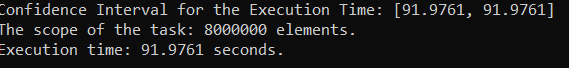 Confidence Interval for the Execution Time: [91.9761, 91.9761]
The scope of the task: 8000000 elements.
Execution time: 91.9761 seconds.